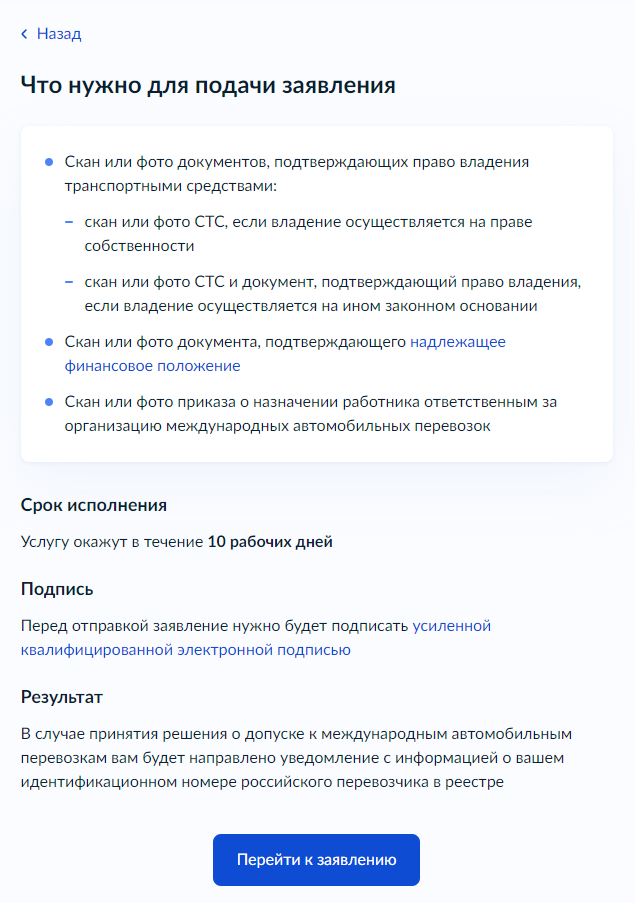 Назад
Что нужно для подачи заявления
Скан или фото документов, подтверждающих право владения
транспортными средствами:
– скан или фото СТС, если владение осуществляется на праве
собственности
– скан или фото СТС и документ, подтверждающий право владения,
если владение осуществляется на ином законном основании
Скан или фото документа, подтверждающего надлежащее
финансовое положение
Скан или фото приказа о назначении работника ответственным за
организацию международных автомобильных перевозок
Срок исполнения
Услугу окажут в течение 10 рабочих дней
Подпись
Перед отправкой заявление нужно будет подписать усиленной
квалифицированной электронной подписью
Результат
В случае принятия решения о допуске к международным автомобильным
перевозкам вам будет направлено уведомление с информацией о вашем
идентификационном номере российского перевозчика в реестре
Перейти к заявлению